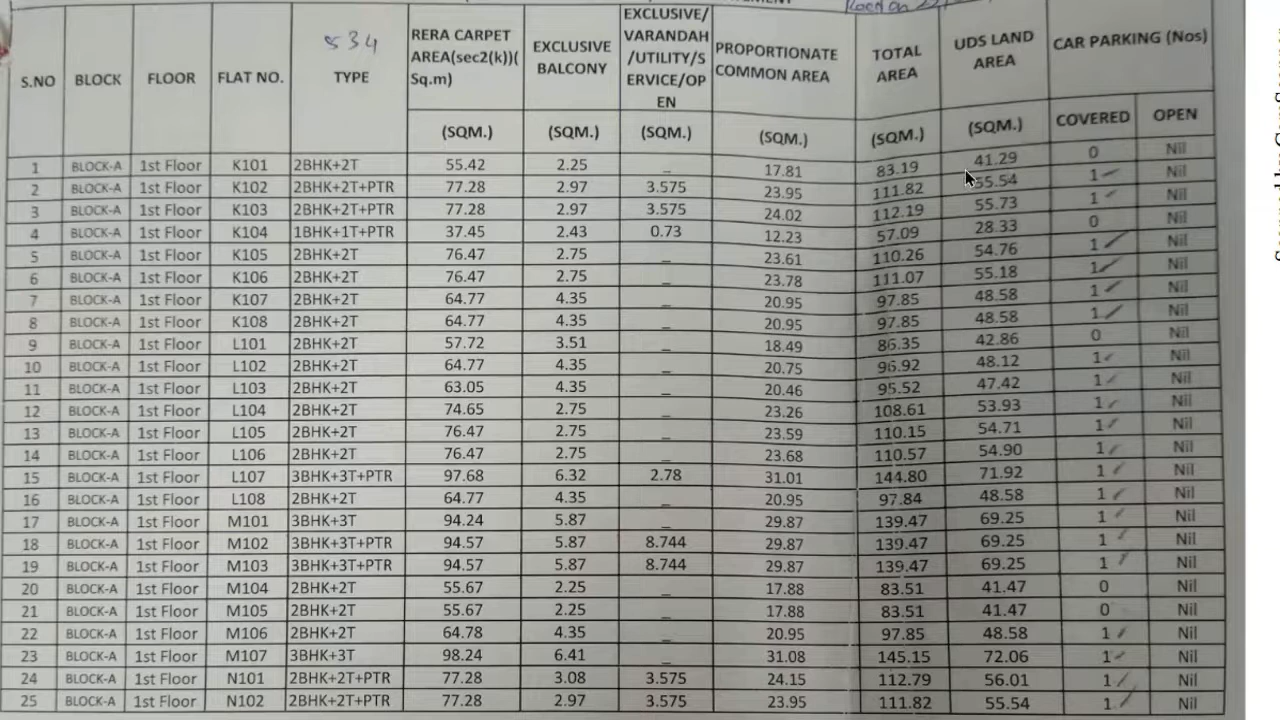 534
S.NO BLOCK FLOOR FLAT NO. TYPE RERA CARPET AREA(sec2(k))(Sq.m) EXCLUSIVE BALCONY EXCLUSIVE/VARANDAH/UTILITY/SERVICE/OPEN PROPORTIONATE COMMON AREA TOTAL AREA UDS LAND AREA CAR PARKING (Nos)
(SQM.) (SQM.) (SQM.) (SQM.) (SQM.) (SQM.) COVERED OPEN
1 BLOCK-A 1st Floor K101 2BHK+2T 55.42 2.25 _ 17.81 83.19 41.29 0 Nil
2 BLOCK-A 1st Floor K102 2BHK+2T+PTR 77.28 2.97 3.575 23.95 111.82 55.54 1 Nil
3 BLOCK-A 1st Floor K103 2BHK+2T+PTR 77.28 2.97 3.575 24.02 112.19 55.73 1 Nil
4 BLOCK-A 1st Floor K104 1BHK+1T+PTR 37.45 2.43 0.73 12.23 57.09 28.33 0 Nil
5 BLOCK-A 1st Floor K105 2BHK+2T 76.47 2.75 _ 23.61 110.26 54.76 1 Nil
6 BLOCK-A 1st Floor K106 2BHK+2T 76.47 2.75 _ 23.78 111.07 55.18 1 Nil
7 BLOCK-A 1st Floor K107 2BHK+2T 64.77 4.35 _ 20.95 97.85 48.58 1 Nil
8 BLOCK-A 1st Floor K108 2BHK+2T 64.77 4.35 _ 20.95 97.85 48.58 1 Nil
9 BLOCK-A 1st Floor L101 2BHK+2T 57.72 3.51 _ 18.49 86.35 42.86 0 Nil
10 BLOCK-A 1st Floor L102 2BHK+2T 64.77 4.35 _ 20.75 96.92 48.12 1 Nil
11 BLOCK-A 1st Floor L103 2BHK+2T 63.05 4.35 _ 20.46 95.52 47.42 1 Nil
12 BLOCK-A 1st Floor L104 2BHK+2T 74.65 2.75 _ 23.26 108.61 53.93 1 Nil
13 BLOCK-A 1st Floor L105 2BHK+2T 76.47 2.75 _ 23.59 110.15 54.71 1 Nil
14 BLOCK-A 1st Floor L106 2BHK+2T 76.47 2.75 _ 23.68 110.57 54.90 1 Nil
15 BLOCK-A 1st Floor L107 3BHK+3T+PTR 97.68 6.32 2.78 31.01 144.80 71.92 1 Nil
16 BLOCK-A 1st Floor L108 2BHK+2T 64.77 4.35 _ 20.95 97.84 48.58 1 Nil
17 BLOCK-A 1st Floor M101 3BHK+3T 94.24 5.87 _ 29.87 139.47 69.25 1 Nil
18 BLOCK-A 1st Floor M102 3BHK+3T+PTR 94.57 5.87 8.744 29.87 139.47 69.25 1 Nil
19 BLOCK-A 1st Floor M103 3BHK+3T+PTR 94.57 5.87 8.744 29.87 139.47 69.25 1 Nil
20 BLOCK-A 1st Floor M104 2BHK+2T 55.67 2.25 _ 17.88 83.51 41.47 0 Nil
21 BLOCK-A 1st Floor M105 2BHK+2T 55.67 2.25 _ 17.88 83.51 41.47 0 Nil
22 BLOCK-A 1st Floor M106 2BHK+2T 64.78 4.35 _ 20.95 97.85 48.58 1 Nil
23 BLOCK-A 1st Floor M107 3BHK+3T 98.24 6.41 _ 31.08 145.15 72.06 1 Nil
24 BLOCK-A 1st Floor N101 2BHK+2T+PTR 77.28 3.08 3.575 24.15 112.79 56.01 1 Nil
25 BLOCK-A 1st Floor N102 2BHK+2T+PTR 77.28 2.97 3.575 23.95 111.82 55.54 1 Nil